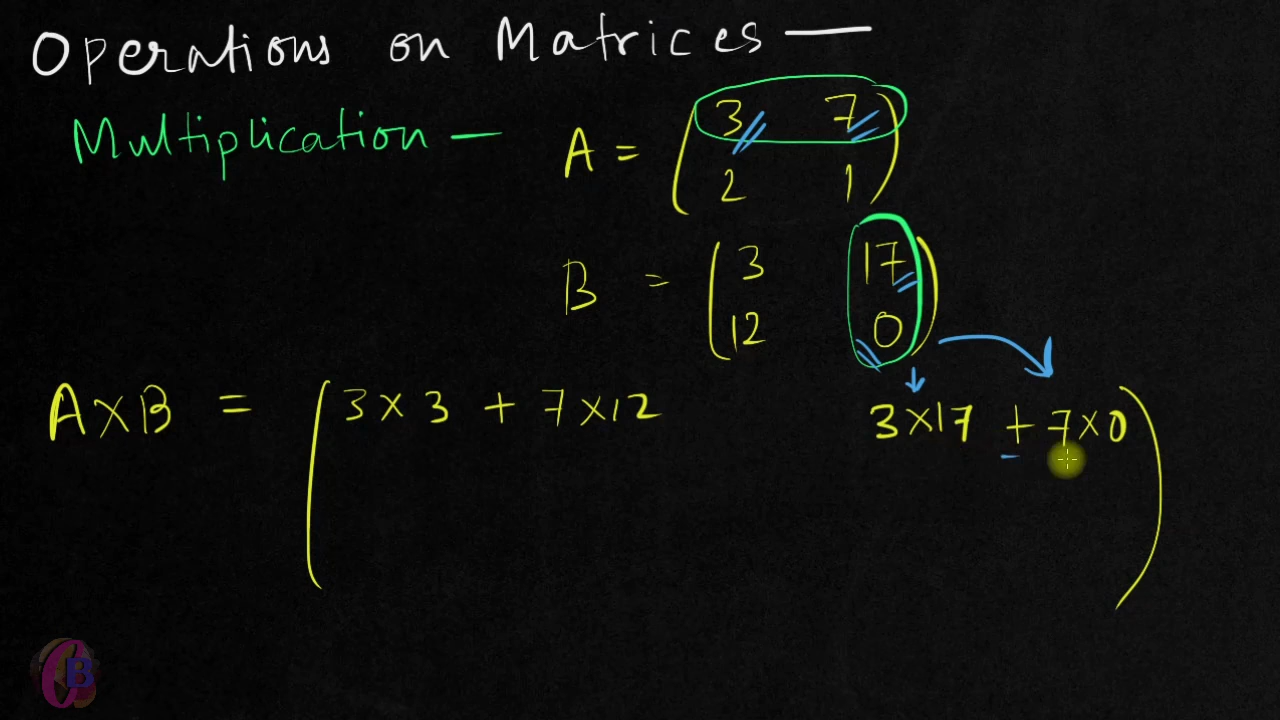 Operations on Matrices —
Multiplication — A = ( 3 7
2 1 )
B = ( 3 17
12 0 )
A×B = ( 3×3 + 7×12 3×17 + 7×0 )
CB